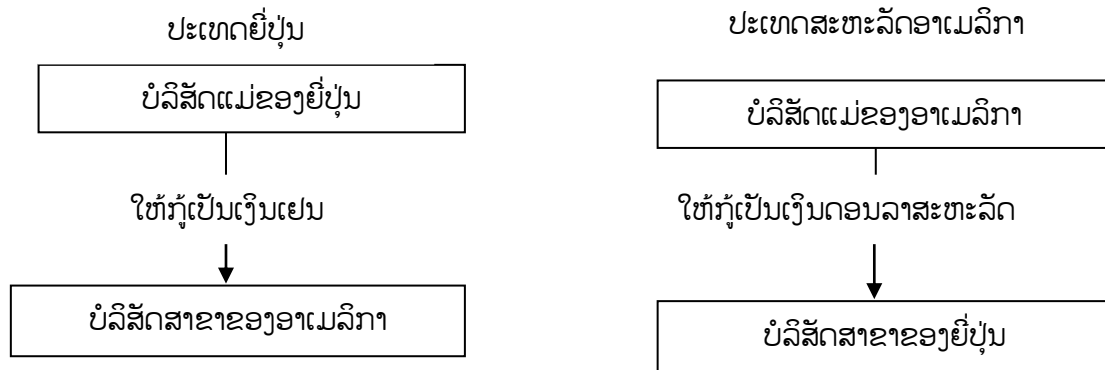 ປະເທດຍີ່ປຸ່ນ
ບໍລິສັດແມ່ຂອງຍີ່ປຸ່ນ
ໃຫ້ກູ້ເປັນເງິນເຢນ
ບໍລິສັດສາຂາຂອງອາເມລິກາ
ປະເທດສະຫະລັດອາເມລິກາ
ບໍລິສັດແມ່ຂອງອາເມລິກາ
ໃຫ້ກູ້ເປັນເງິນດອນລາສະຫະລັດ
ບໍລິສັດສາຂາຂອງຍີ່ປຸ່ນ